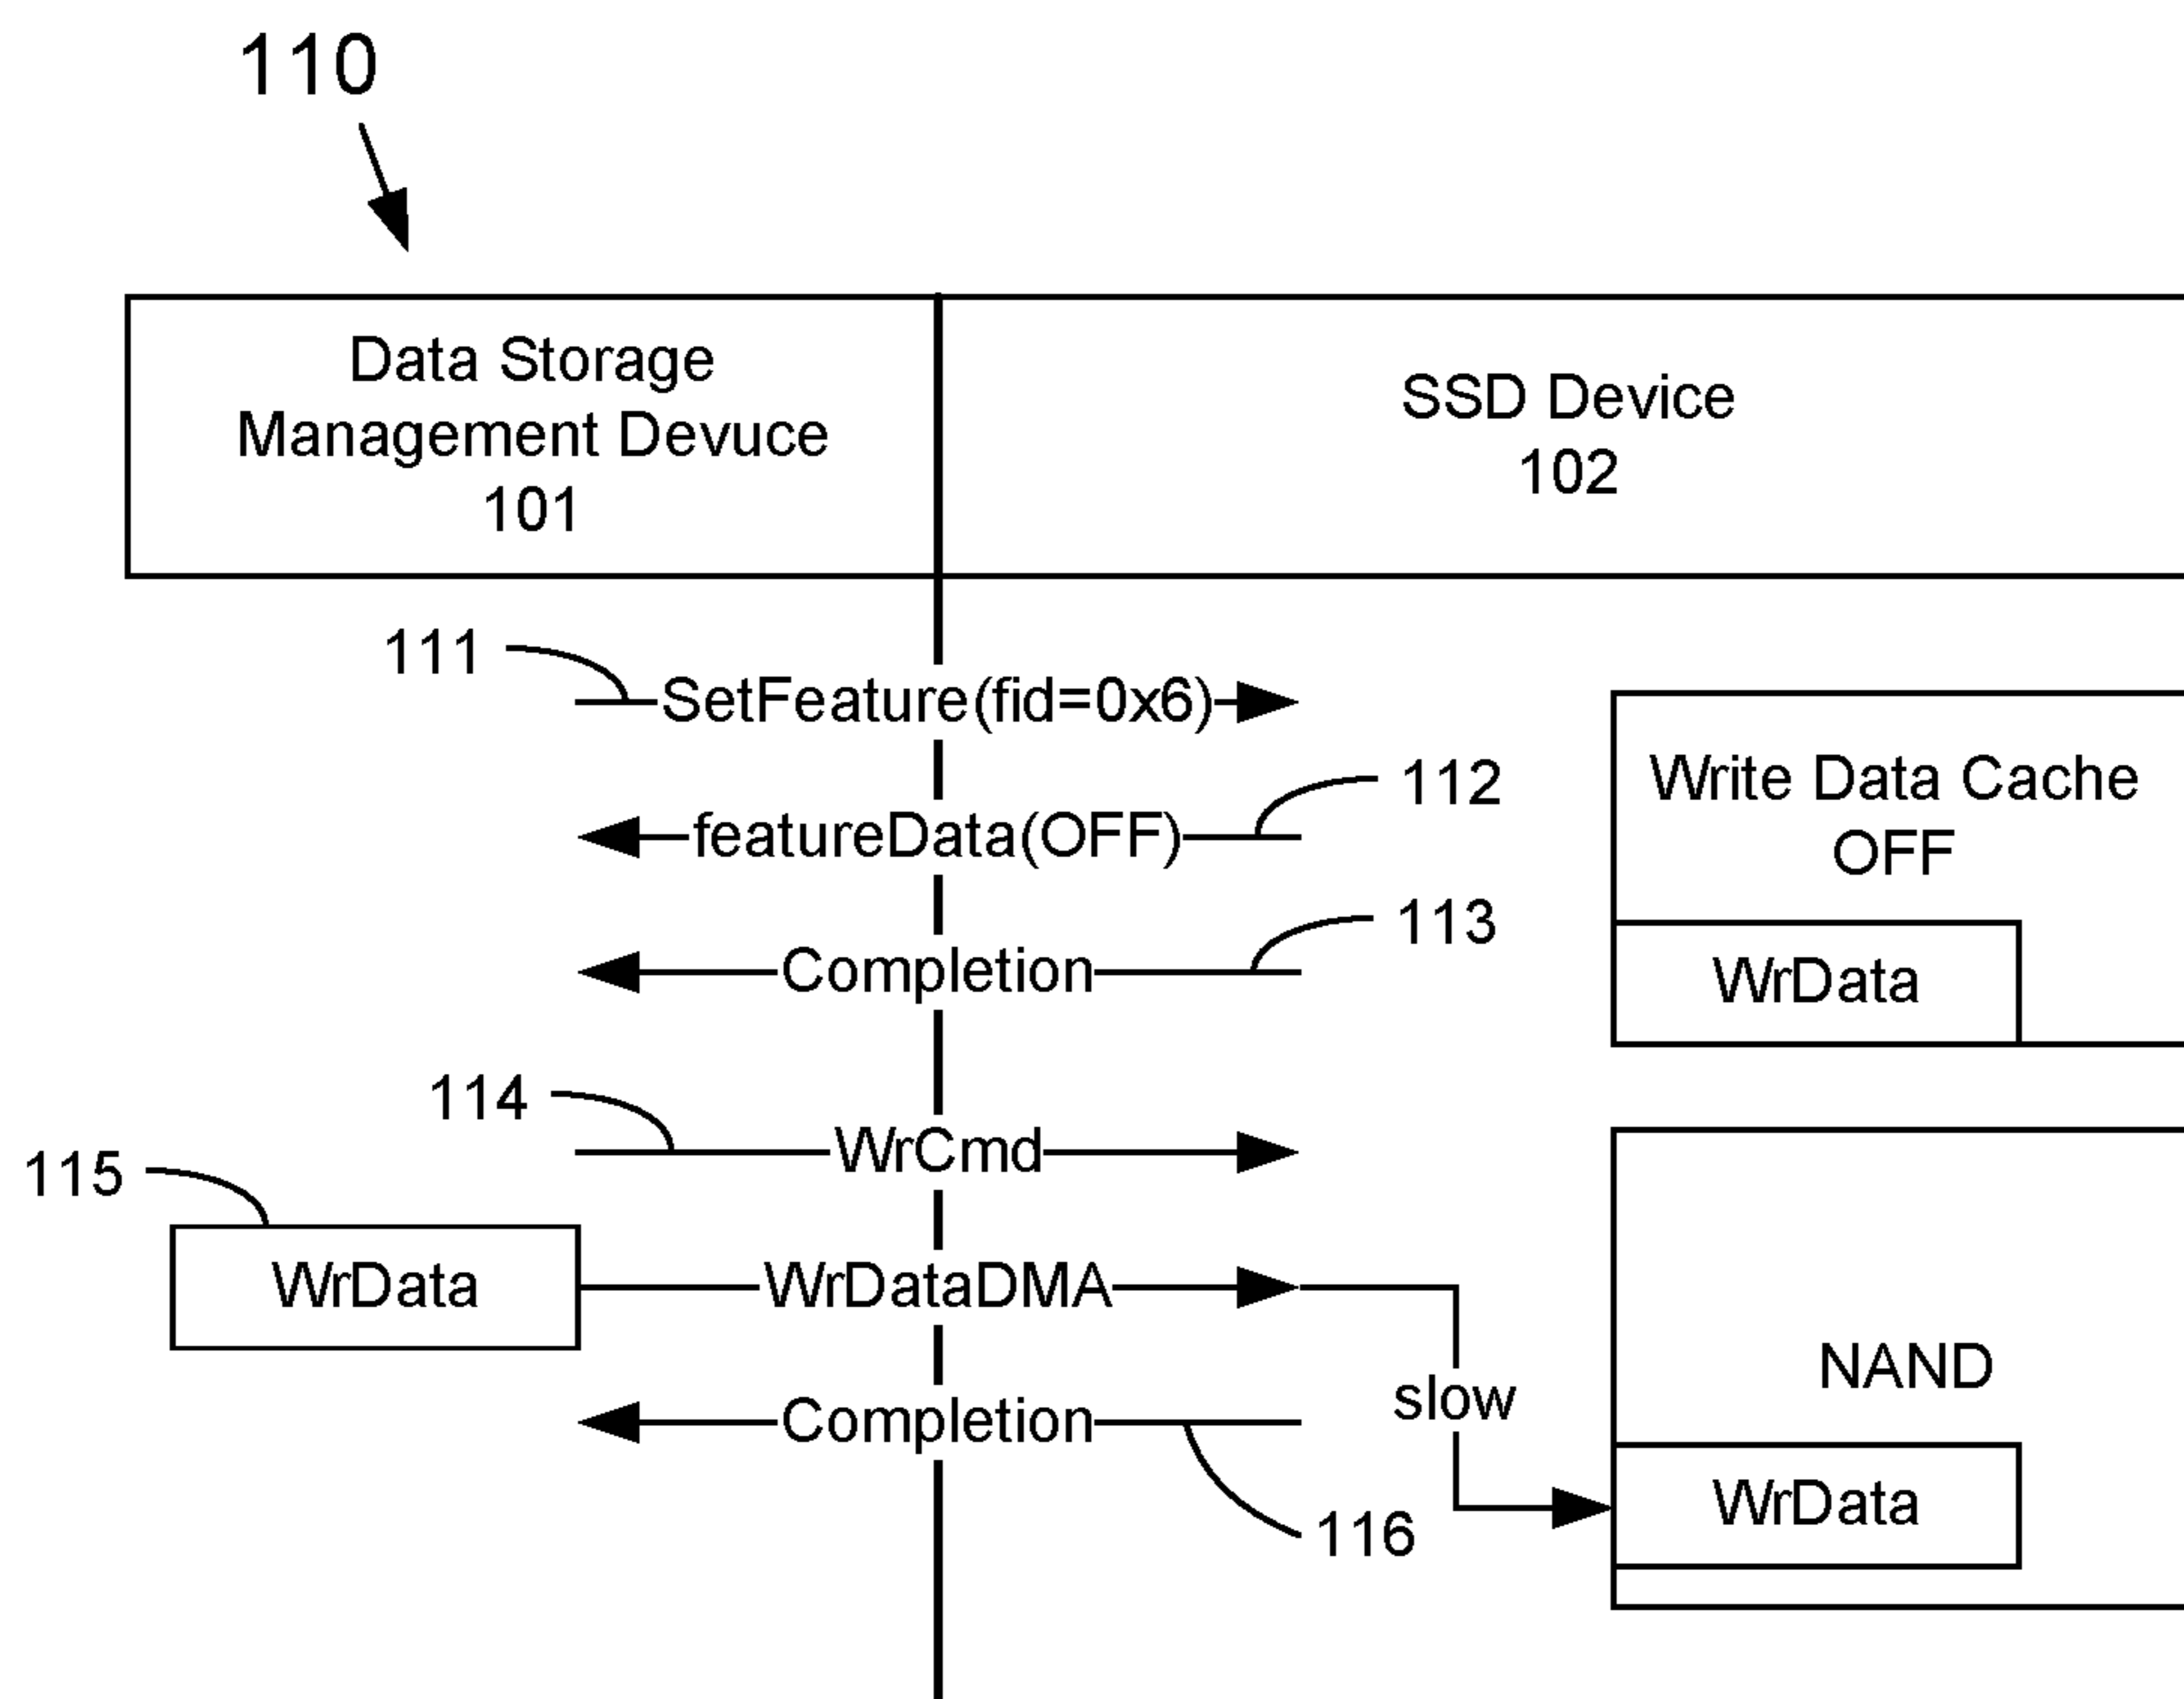 110
Data Storage
Management Devuce
101
SSD Device
102
111
SetFeature(fid=0x6)
112
featureData(OFF)
Write Data Cache
OFF
113
Completion
WrData
114
WrCmd
115
WrData
WrDataDMA
NAND
slow
Completion
WrData
116